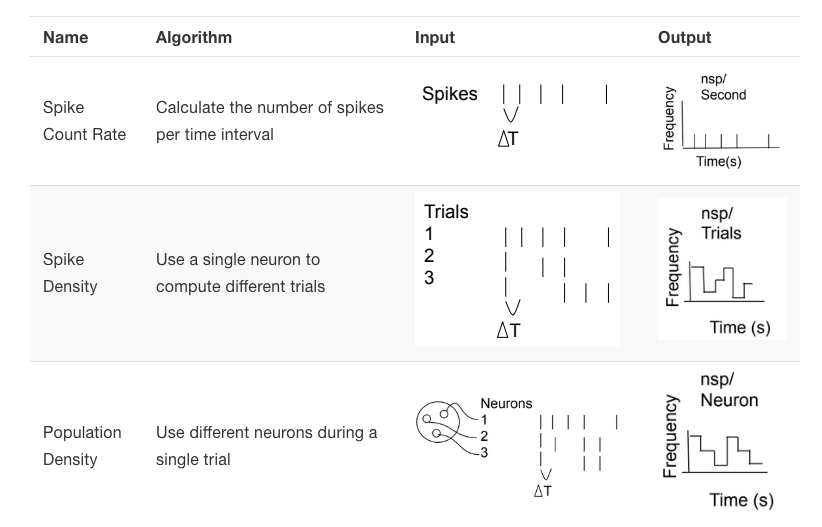 Name Algorithm Input Output
Spike
Count Rate
Calculate the number of spikes
per time interval
Spikes
ΔT
nsp/
Second
Frequency
Time(s)
Spike
Density
Use a single neuron to
compute different trials
Trials
1
2
3
ΔT
nsp/
Trials
Frequency
Time (s)
Population
Density
Use different neurons during a
single trial
Neurons
1
2
3
ΔT
nsp/
Neuron
Frequency
Time (s)